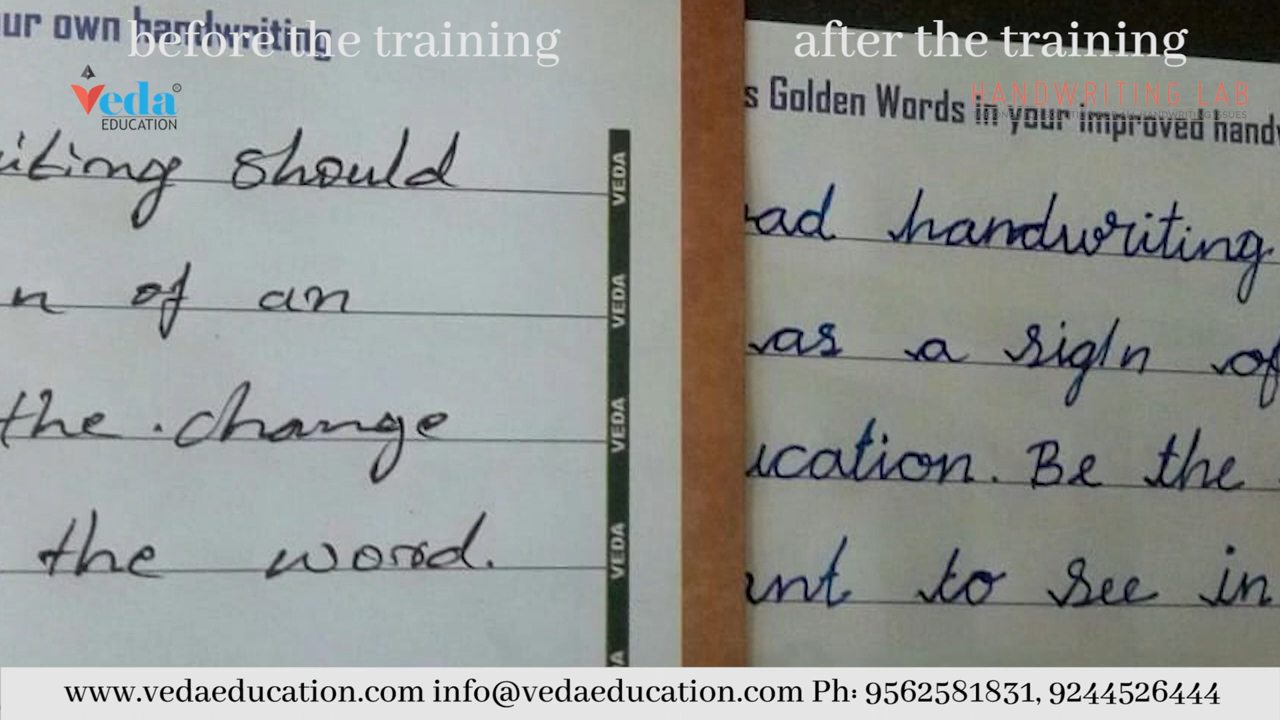 before the training
ur own handwriting
Veda
EDUCATION
iting should
n of an
the . change
the word.
VEDA
VEDA
VEDA
VEDA
after the training
HANDWRITING LAB
s Golden Words in your improved handw
ad handwriting
as a sigln of
ucation. Be the
ant to see in
www.vedaeducation.com info@vedaeducation.com Ph: 9562581831, 9244526444